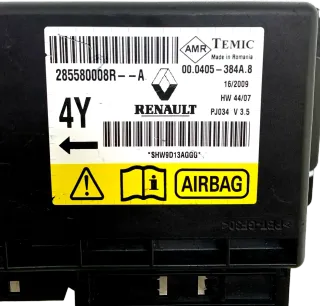 AMR TEMIC
Made in Romania
285580008R--A 00.0405-384A.8
16/2009
HW 44/07
4Y RENAULT PJ034 V 3.5
*SHW9D13AGGG*
i AIRBAG